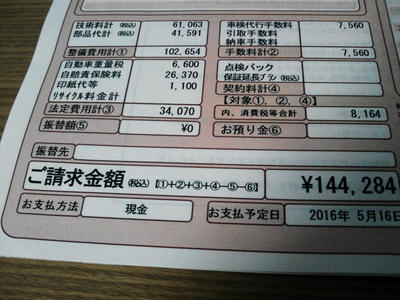 技術料計 (税込) 61,063
部品代計 (税込) 41,591
整備費用計① 102,654
自動車重量税 6,600
自賠責保険料 26,370
印紙代等 1,100
リサイクル料金計
法定費用計③ 34,070
振替額⑤ ¥0
車検代行手数料 7,560
引取手数料
納車手数料
手数料計② 7,560
点検パック
保証延長プラン (税込)
契約料計④
【対象①, ②, ④】
内、消費税等合計 8,164
お預り金⑥
振替先
ご請求金額 (税込) 【①+②+③+④-⑤-⑥】 ¥144,284
お支払方法 現金
お支払予定日 2016年 5月16日